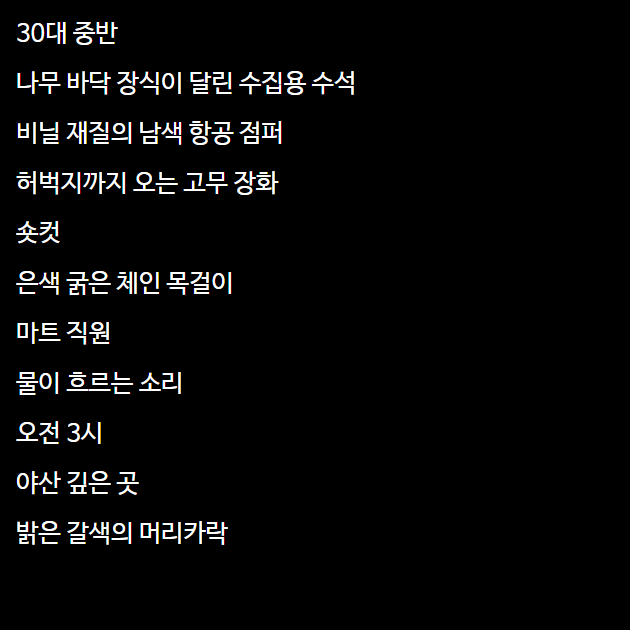 30대 중반
나무 바닥 장식이 달린 수집용 수석
비닐 재질의 남색 항공 점퍼
허벅지까지 오는 고무 장화
숏컷
은색 굵은 체인 목걸이
마트 직원
물이 흐르는 소리
오전 3시
야산 깊은 곳
밝은 갈색의 머리카락